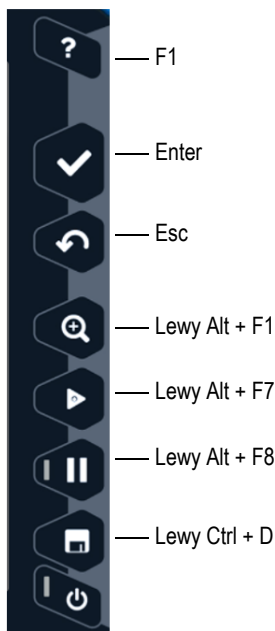 ?
F1
Enter
Esc
Lewy Alt + F1
Lewy Alt + F7
Lewy Alt + F8
Lewy Ctrl + D